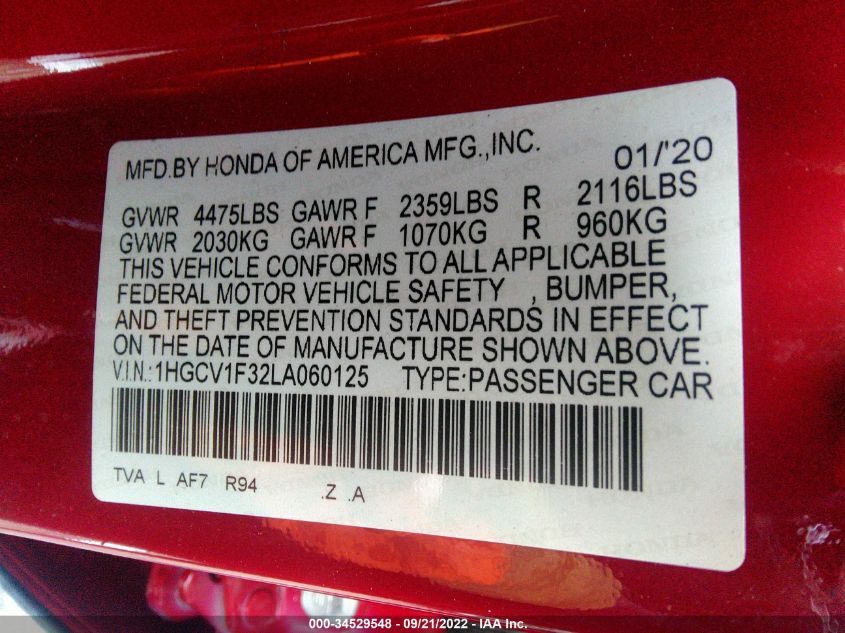 MFD.BY HONDA OF AMERICA MFG.,INC. 01/'20
GVWR 4475LBS GAWR F 2359LBS R 2116LBS
GVWR 2030KG GAWR F 1070KG R 960KG
THIS VEHICLE CONFORMS TO ALL APPLICABLE
FEDERAL MOTOR VEHICLE SAFETY , BUMPER,
AND THEFT PREVENTION STANDARDS IN EFFECT
ON THE DATE OF MANUFACTURE SHOWN ABOVE.
V.I.N.:1HGCV1F32LA060125 TYPE:PASSENGER CAR
TVA L AF7 R94 .Z .A
000-34529548 - 09/21/2022 - IAA Inc.